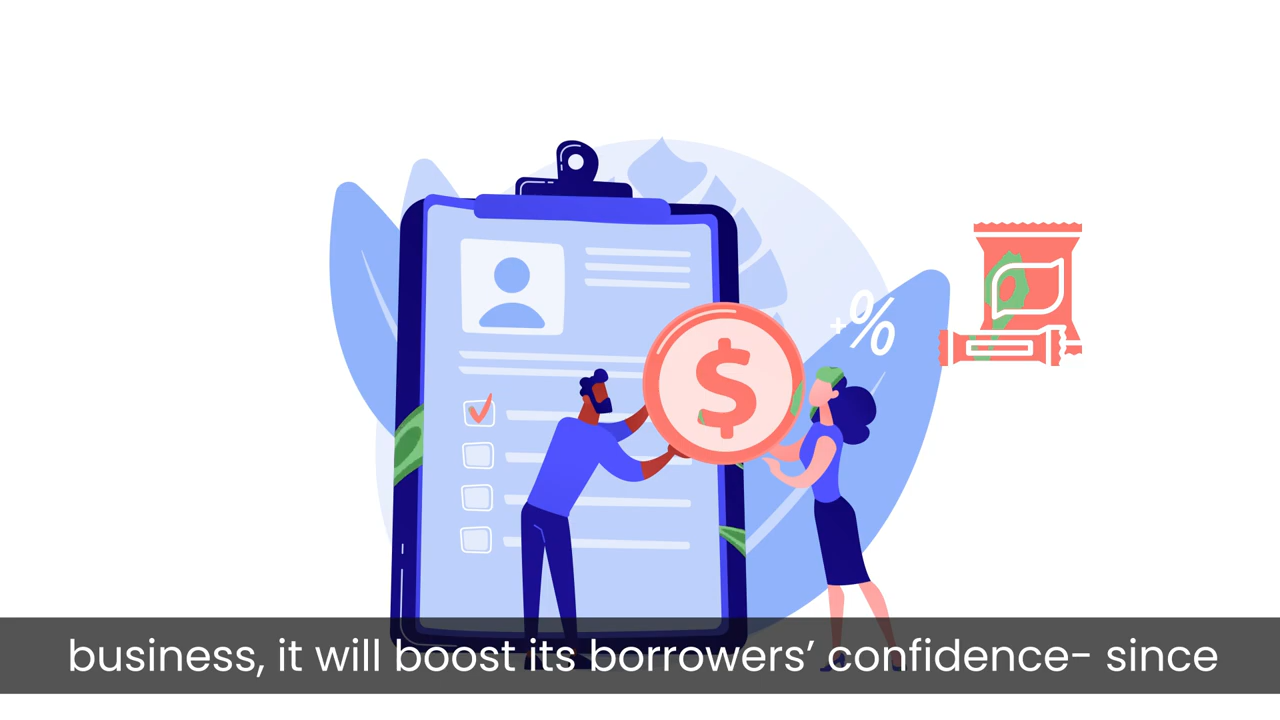 +%
$
business, it will boost its borrowers’ confidence- since